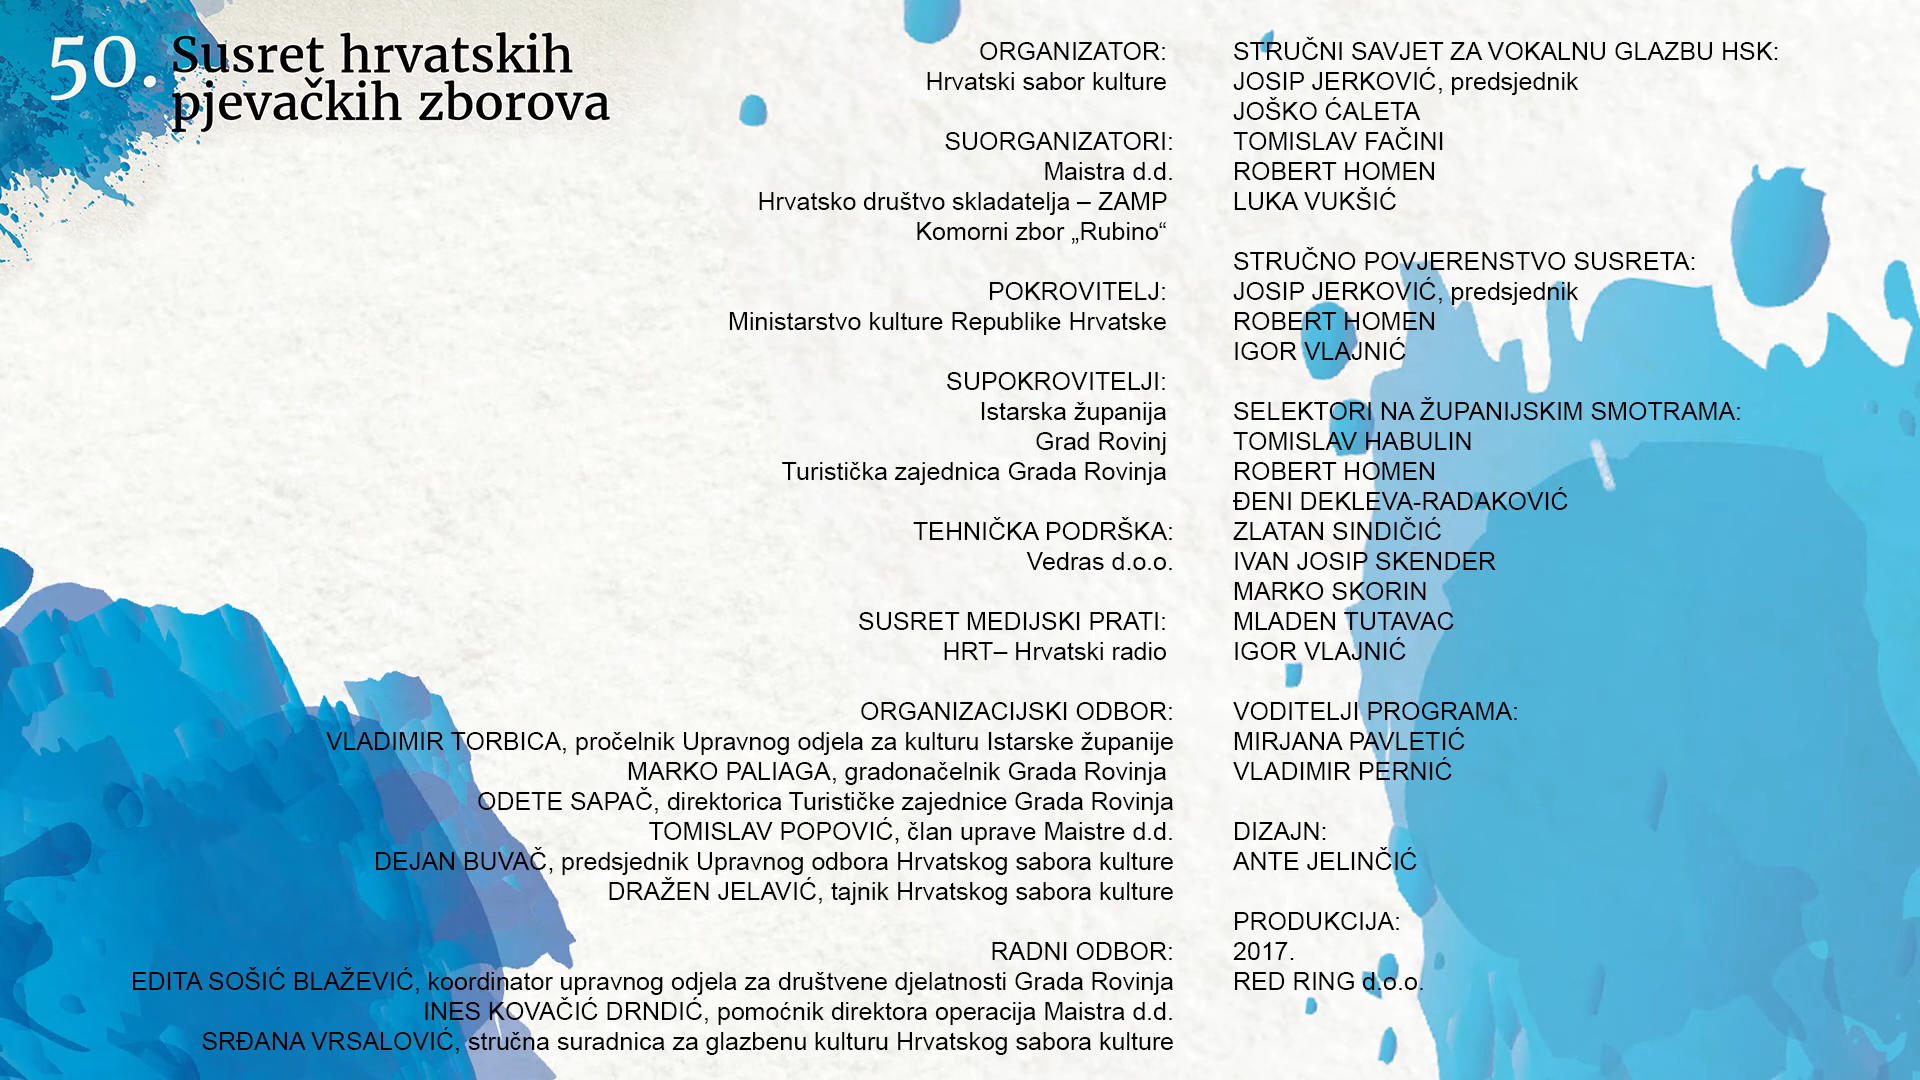 50. Susret hrvatskih
pjevačkih zborova
ORGANIZATOR:
Hrvatski sabor kulture
SUORGANIZATORI:
Maistra d.d.
Hrvatsko društvo skladatelja – ZAMP
Komorni zbor „Rubino“
POKROVITELJ:
Ministarstvo kulture Republike Hrvatske
SUPOKROVITELJI:
Istarska županija
Grad Rovinj
Turistička zajednica Grada Rovinja
TEHNIČKA PODRŠKA:
Vedras d.o.o.
SUSRET MEDIJSKI PRATI:
HRT– Hrvatski radio
ORGANIZACIJSKI ODBOR:
VLADIMIR TORBICA, pročelnik Upravnog odjela za kulturu Istarske županije
MARKO PALIAGA, gradonačelnik Grada Rovinja
ODETE SAPAČ, direktorica Turističke zajednice Grada Rovinja
TOMISLAV POPOVIĆ, član uprave Maistre d.d.
DEJAN BUVAČ, predsjednik Upravnog odbora Hrvatskog sabora kulture
DRAŽEN JELAVIĆ, tajnik Hrvatskog sabora kulture
RADNI ODBOR:
EDITA SOŠIĆ BLAŽEVIĆ, koordinator upravnog odjela za društvene djelatnosti Grada Rovinja
INES KOVAČIĆ DRNDIĆ, pomoćnik direktora operacija Maistra d.d.
SRĐANA VRSALOVIĆ, stručna suradnica za glazbenu kulturu Hrvatskog sabora kulture
STRUČNI SAVJET ZA VOKALNU GLAZBU HSK:
JOSIP JERKOVIĆ, predsjednik
JOŠKO ĆALETA
TOMISLAV FAČINI
ROBERT HOMEN
LUKA VUKŠIĆ
STRUČNO POVJERENSTVO SUSRETA:
JOSIP JERKOVIĆ, predsjednik
ROBERT HOMEN
IGOR VLAJNIĆ
SELEKTORI NA ŽUPANIJSKIM SMOTRAMA:
TOMISLAV HABULIN
ROBERT HOMEN
ĐENI DEKLEVA-RADAKOVIĆ
ZLATAN SINDIČIĆ
IVAN JOSIP SKENDER
MARKO SKORIN
MLADEN TUTAVAC
IGOR VLAJNIĆ
VODITELJI PROGRAMA:
MIRJANA PAVLETIĆ
VLADIMIR PERNIĆ
DIZAJN:
ANTE JELINČIĆ
PRODUKCIJA:
2017.
RED RING d.o.o.